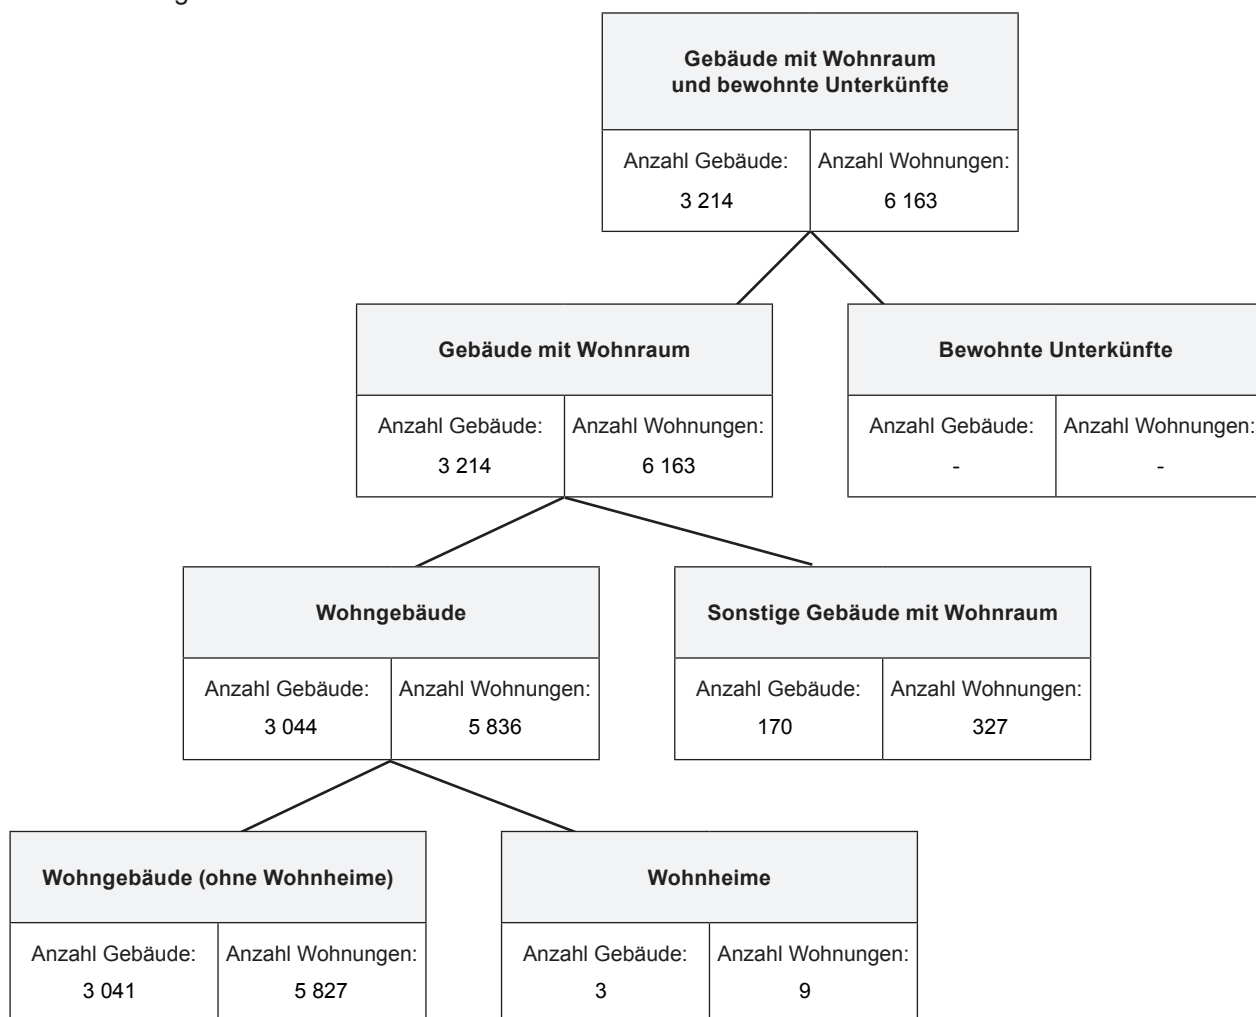 Gebäude mit Wohnraum
und bewohnte Unterkünfte
Anzahl Gebäude: Anzahl Wohnungen:
3 214 6 163
Gebäude mit Wohnraum
Anzahl Gebäude: Anzahl Wohnungen:
3 214 6 163
Bewohnte Unterkünfte
Anzahl Gebäude: Anzahl Wohnungen:
- -
Wohngebäude
Anzahl Gebäude: Anzahl Wohnungen:
3 044 5 836
Sonstige Gebäude mit Wohnraum
Anzahl Gebäude: Anzahl Wohnungen:
170 327
Wohngebäude (ohne Wohnheime)
Anzahl Gebäude: Anzahl Wohnungen:
3 041 5 827
Wohnheime
Anzahl Gebäude: Anzahl Wohnungen:
3 9